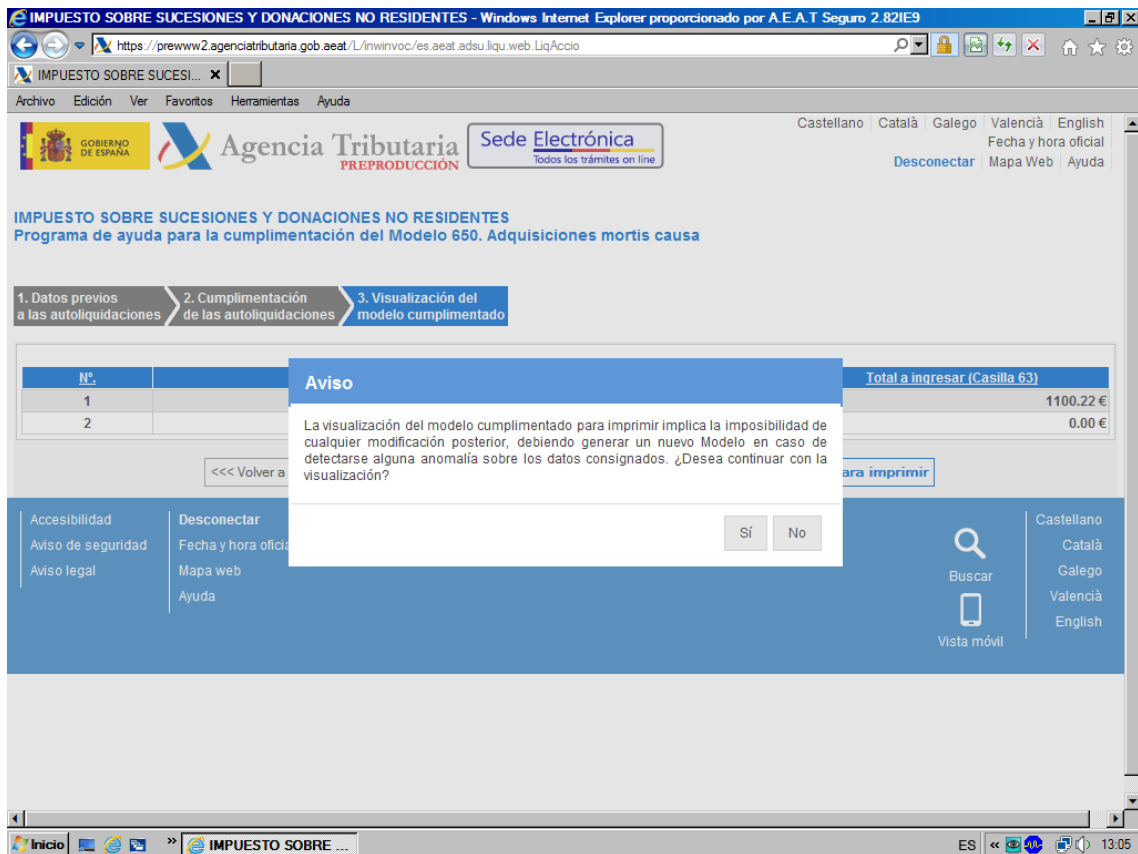 IMPUESTO SOBRE SUCESIONES Y DONACIONES NO RESIDENTES - Windows Internet Explorer proporcionado por A.E.A.T Seguro 2.82IE9
https://prewww2.agenciatributaria.gob.aeat/L/inwinvoc/es.aeat.adsu.liqu.web.LiqAccio
IMPUESTO SOBRE SUCESI...
Archivo Edición Ver Favoritos Herramientas Ayuda
GOBIERNO DE ESPAÑA
Agencia Tributaria
PREPRODUCCIÓN
Sede Electrónica
Todos los trámites on line
Castellano Català Galego Valencià English
Fecha y hora oficial
Desconectar Mapa Web Ayuda
IMPUESTO SOBRE SUCESIONES Y DONACIONES NO RESIDENTES
Programa de ayuda para la cumplimentación del Modelo 650. Adquisiciones mortis causa
1. Datos previos a las autoliquidaciones
2. Cumplimentación de las autoliquidaciones
3. Visualización del modelo cumplimentado
Nº. Total a ingresar (Casilla 63)
1 1100.22 €
2 0.00 €
Aviso
La visualización del modelo cumplimentado para imprimir implica la imposibilidad de
cualquier modificación posterior, debiendo generar un nuevo Modelo en caso de
detectarse alguna anomalía sobre los datos consignados. ¿Desea continuar con la
visualización?
Sí No
<<< Volver a
ara imprimir
Accesibilidad
Aviso de seguridad
Aviso legal
Desconectar
Fecha y hora oficia
Mapa web
Ayuda
Buscar
Vista móvil
Castellano
Català
Galego
Valencià
English
Inicio
IMPUESTO SOBRE ...
ES
13:05